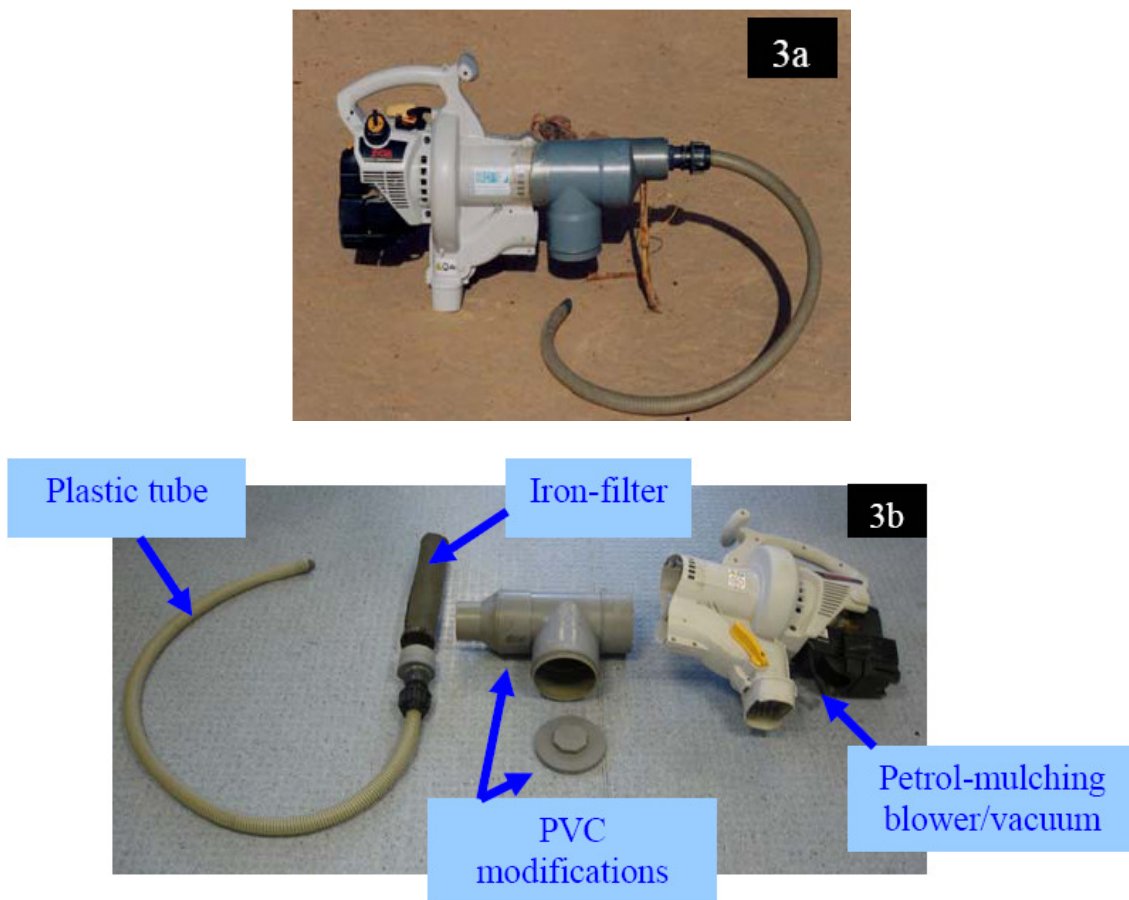 3a
Plastic tube
Iron-filter
3b
PVC
modifications
Petrol-mulching
blower/vacuum